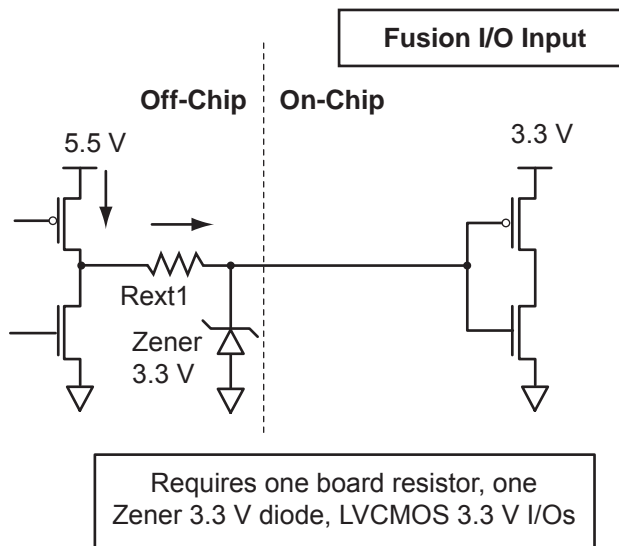 Fusion I/O Input
Off-Chip
On-Chip
5.5 V
3.3 V
Rext1
Zener
3.3 V
Requires one board resistor, one
Zener 3.3 V diode, LVCMOS 3.3 V I/Os